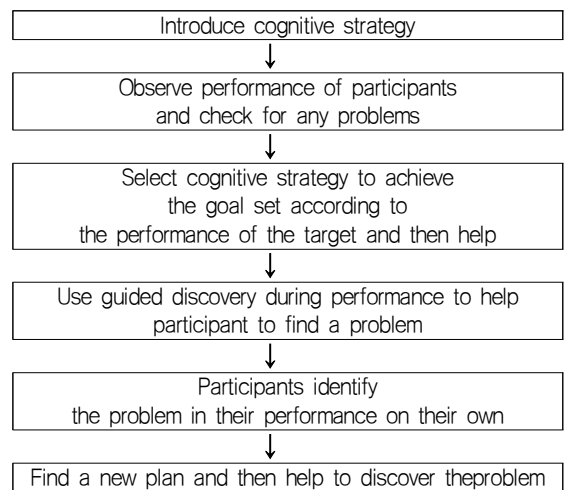 Introduce cognitive strategy
Observe performance of participants
and check for any problems
Select cognitive strategy to achieve
the goal set according to
the performance of the target and then help
Use guided discovery during performance to help
participant to find a problem
Participants identify
the problem in their performance on their own
Find a new plan and then help to discover theproblem